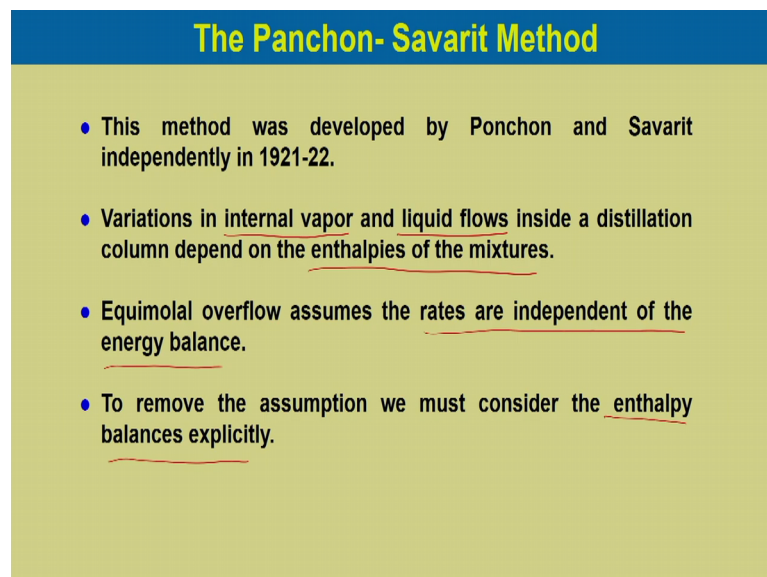 The Panchon- Savarit Method
This method was developed by Ponchon and Savarit
independently in 1921-22.
Variations in internal vapor and liquid flows inside a distillation
column depend on the enthalpies of the mixtures.
Equimolal overflow assumes the rates are independent of the
energy balance.
To remove the assumption we must consider the enthalpy
balances explicitly.